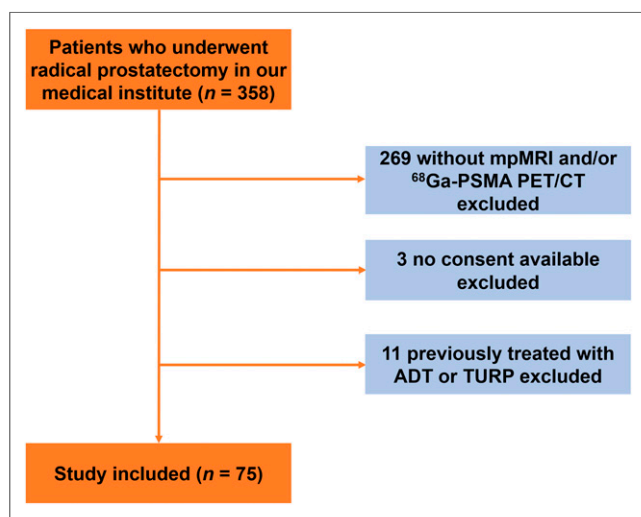 Patients who underwent
radical prostatectomy in our
medical institute (n = 358)
269 without mpMRI and/or
⁶⁸Ga-PSMA PET/CT
excluded
3 no consent available
excluded
11 previously treated with
ADT or TURP excluded
Study included (n = 75)